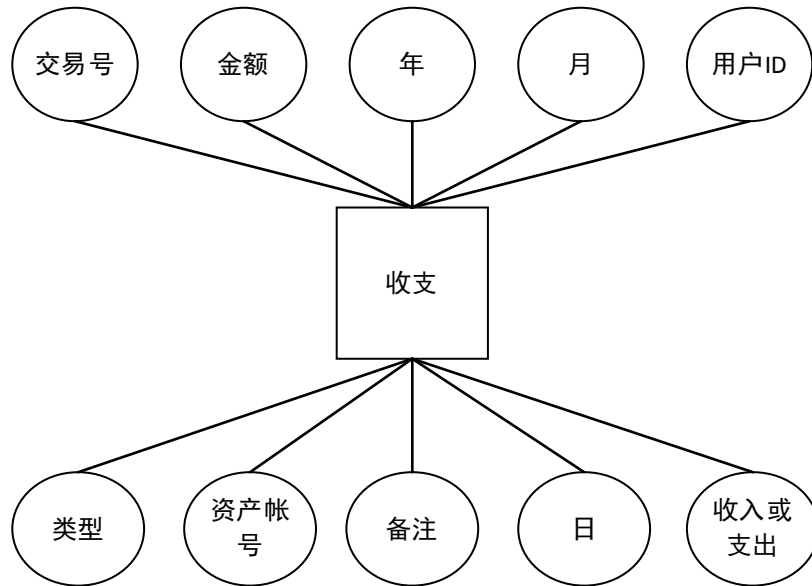 交易号
金额
年
月
用户ID
收支
类型
资产帐
号
备注
日
收入或
支出